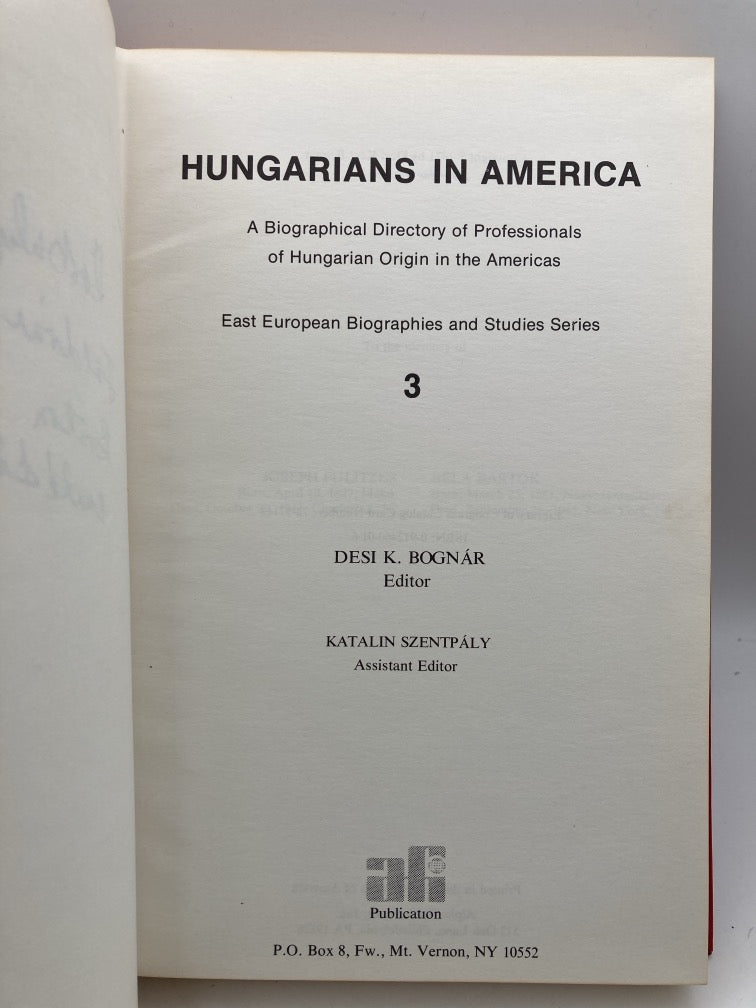 HUNGARIANS IN AMERICA
A Biographical Directory of Professionals
of Hungarian Origin in the Americas
East European Biographies and Studies Series
3
DESI K. BOGNÁR
Editor
KATALIN SZENTPÁLY
Assistant Editor
afi
Publication
P.O. Box 8, Fw., Mt. Vernon, NY 10552